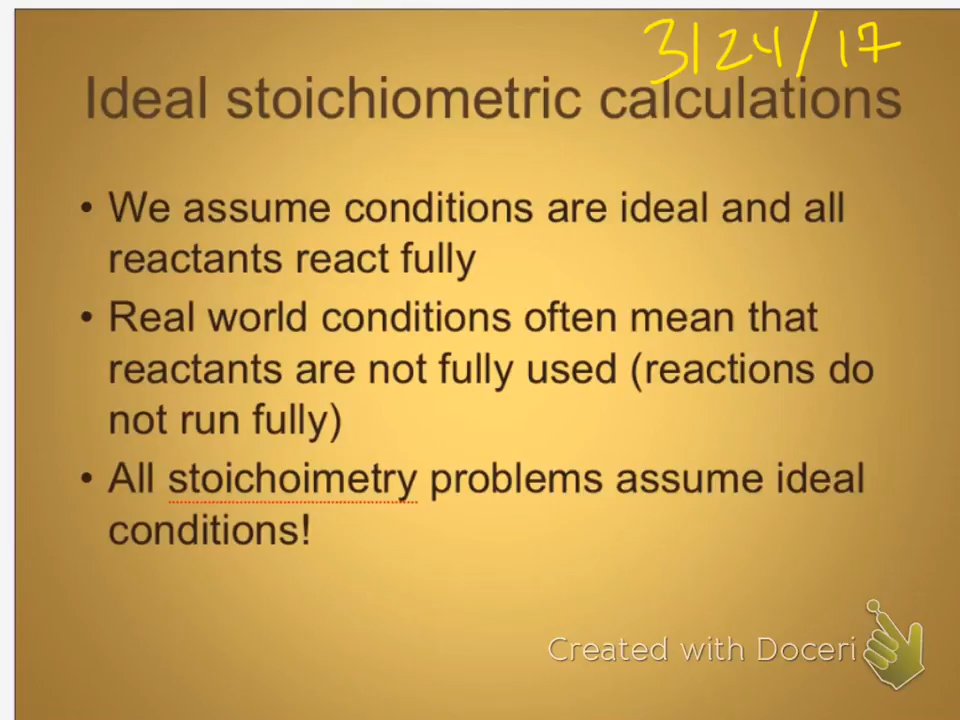 3/24/17
Ideal stoichiometric calculations
• We assume conditions are ideal and all
reactants react fully
• Real world conditions often mean that
reactants are not fully used (reactions do
not run fully)
• All stoichoimetry problems assume ideal
conditions!
Created with Doceri